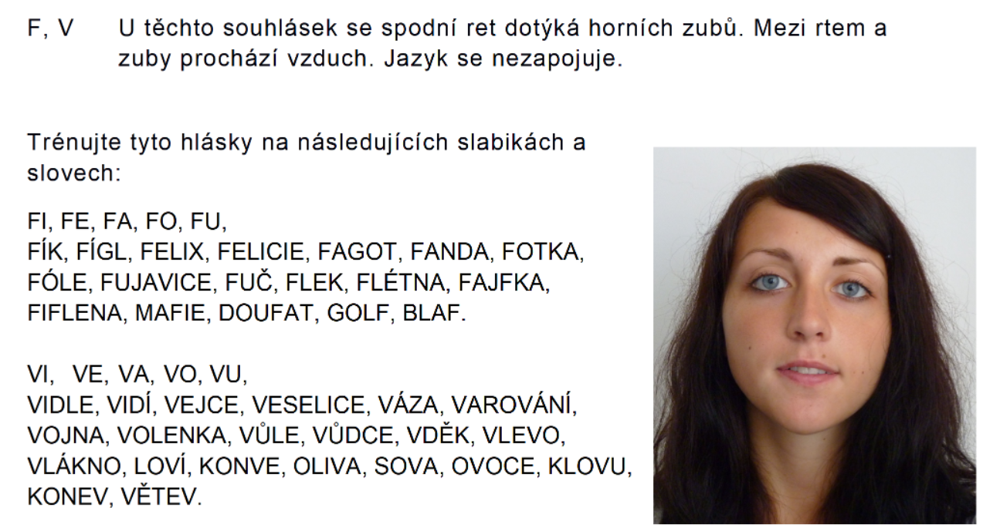 F, V U těchto souhlásek se spodní ret dotýká horních zubů. Mezi rtem a
zuby prochází vzduch. Jazyk se nezapojuje.
Trénujte tyto hlásky na následujících slabikách a
slovech:
FI, FE, FA, FO, FU,
FÍK, FÍGL, FELIX, FELICIE, FAGOT, FANDA, FOTKA,
FÓLE, FUJAVICE, FUČ, FLEK, FLÉTNA, FAJFKA,
FIFLENA, MAFIE, DOUFAT, GOLF, BLAF.
VI, VE, VA, VO, VU,
VIDLE, VIDÍ, VEJCE, VESELICE, VÁZA, VAROVÁNÍ,
VOJNA, VOLENKA, VŮLE, VŮDCE, VDĚK, VLEVO,
VLÁKNO, LOVÍ, KONVE, OLIVA, SOVA, OVOCE, KLOVU,
KONEV, VĚTEV.